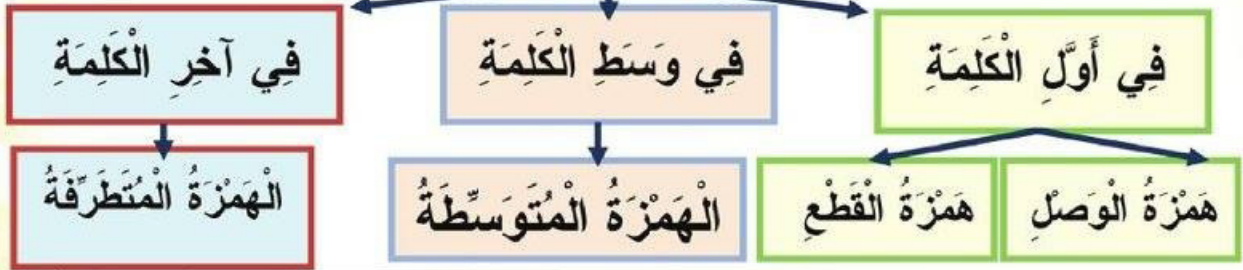 فِي أَوَّلِ الْكَلِمَةِ
فِي وَسَطِ الْكَلِمَةِ
فِي آخِرِ الْكَلِمَةِ
هَمْزَةُ الْوَصْلِ
هَمْزَةُ الْقَطْعِ
الْهَمْزَةُ الْمُتَوَسِّطَةُ
الْهَمْزَةُ الْمُتَطَرِّفَةُ